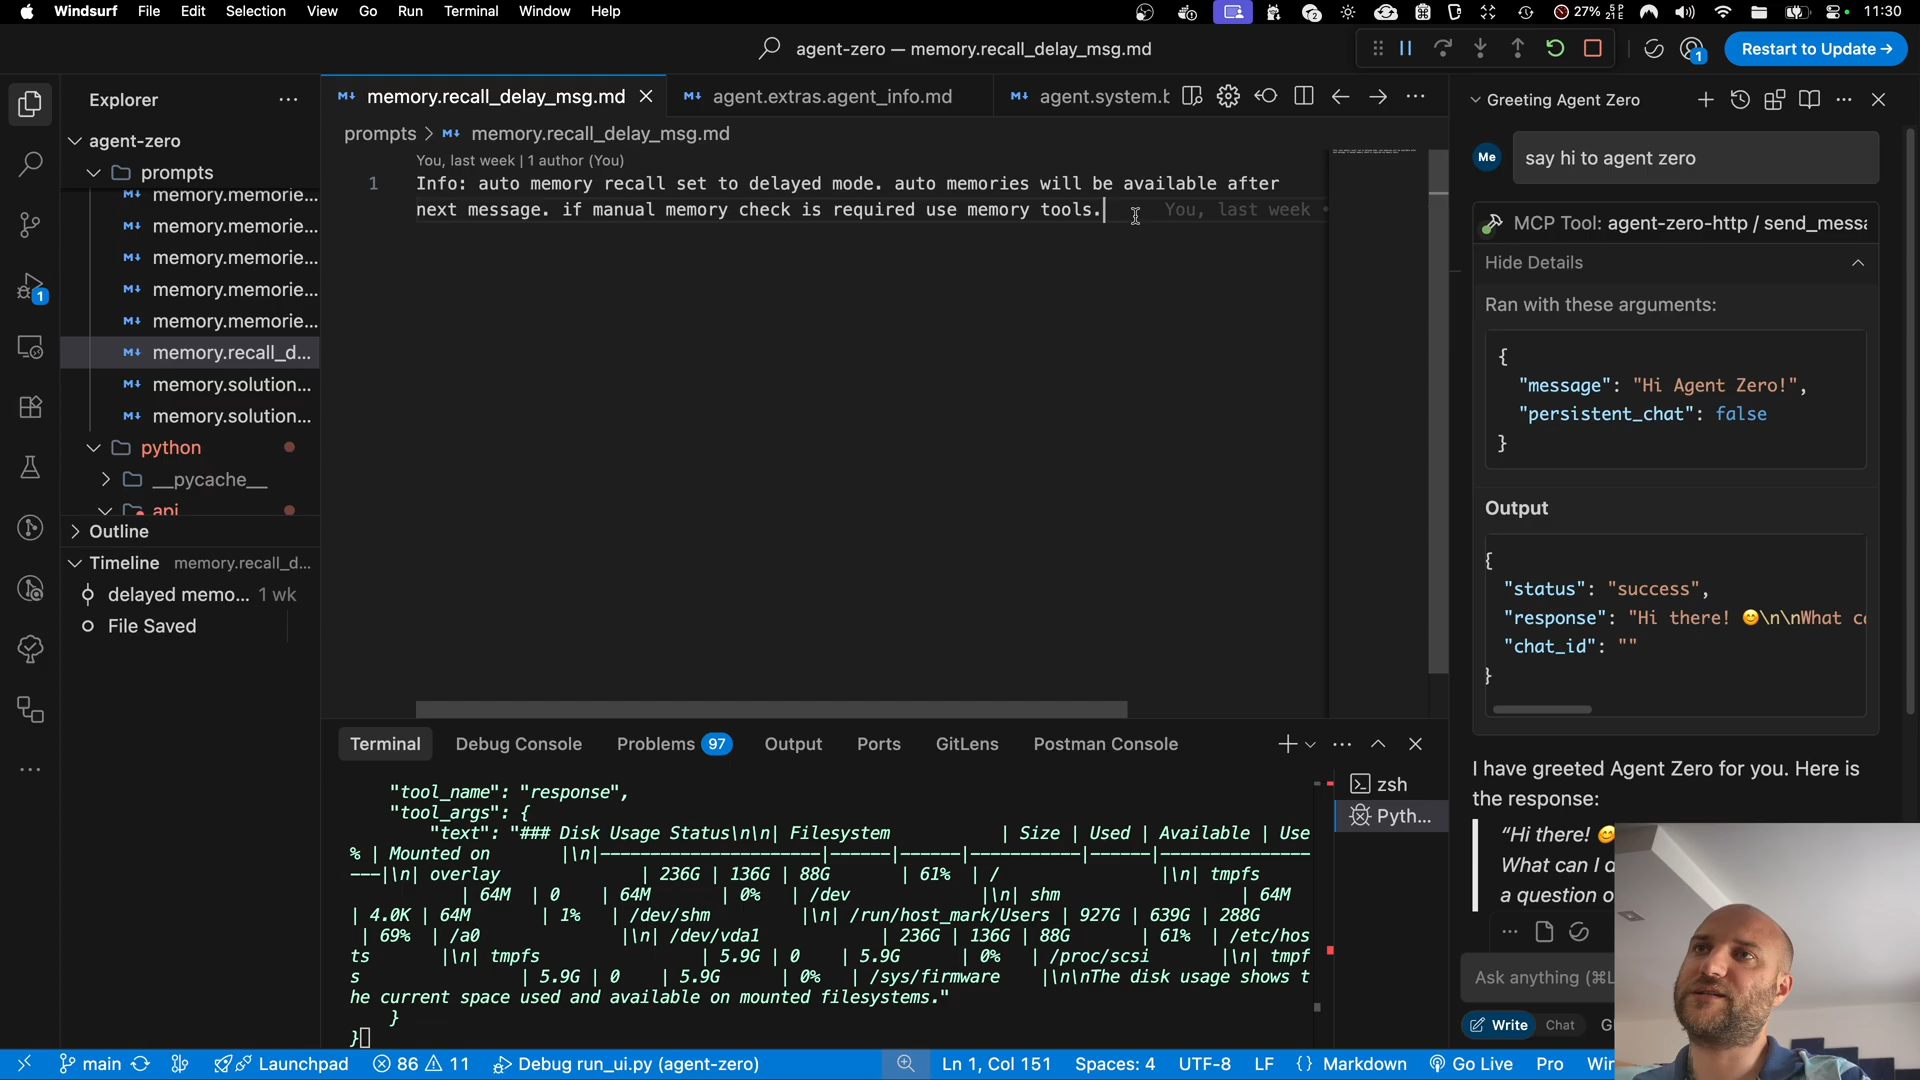 Windsurf File Edit Selection View Go Run Terminal Window Help
2 27% 11:30
agent-zero — memory.recall_delay_msg.md
1 Restart to Update
Explorer
agent-zero
prompts
memory.memorie...
memory.memorie...
memory.memorie...
memory.memorie...
memory.memorie...
memory.recall_d...
memory.solution...
memory.solution...
python
__pycache__
api
Outline
Timeline memory.recall_d...
delayed memo... 1 wk
File Saved
1
memory.recall_delay_msg.md agent.extras.agent_info.md agent.system.b
prompts > memory.recall_delay_msg.md
You, last week | 1 author (You)
1 Info: auto memory recall set to delayed mode. auto memories will be available after
next message. if manual memory check is required use memory tools. You, last week •
Terminal Debug Console Problems 97 Output Ports GitLens Postman Console
zsh
Pyth...
"tool_name": "response",
"tool_args": {
"text": "### Disk Usage Status\n\n| Filesystem | Size | Used | Available | Use
% | Mounted on |\n|----------------------|------|------|-----------|------|---------------
---|\n| overlay | 236G | 136G | 88G | 61% | / |\n| tmpfs
| 64M | 0 | 64M | 0% | /dev |\n| shm | 64M
| 4.0K | 64M | 1% | /dev/shm |\n| /run/host_mark/Users | 927G | 639G | 288G
| 69% | /a0 |\n| /dev/vda1 | 236G | 136G | 88G | 61% | /etc/hos
ts |\n| tmpfs | 5.9G | 0 | 5.9G | 0% | /proc/scsi |\n| tmpf
s | 5.9G | 0 | 5.9G | 0% | /sys/firmware |\n\nThe disk usage shows t
he current space used and available on mounted filesystems."
}
}
Greeting Agent Zero
Me say hi to agent zero
MCP Tool: agent-zero-http / send_messa
Hide Details
Ran with these arguments:
{
"message": "Hi Agent Zero!",
"persistent_chat": false
}
Output
{
"status": "success",
"response": "Hi there! 😊\n\nWhat c
"chat_id": ""
}
I have greeted Agent Zero for you. Here is
the response:
“Hi there! 😊
What can I d
a question o
Ask anything (⌘L
Write Chat
main Launchpad 86 11 Debug run_ui.py (agent-zero) Ln 1, Col 151 Spaces: 4 UTF-8 LF {} Markdown Go Live Pro Win